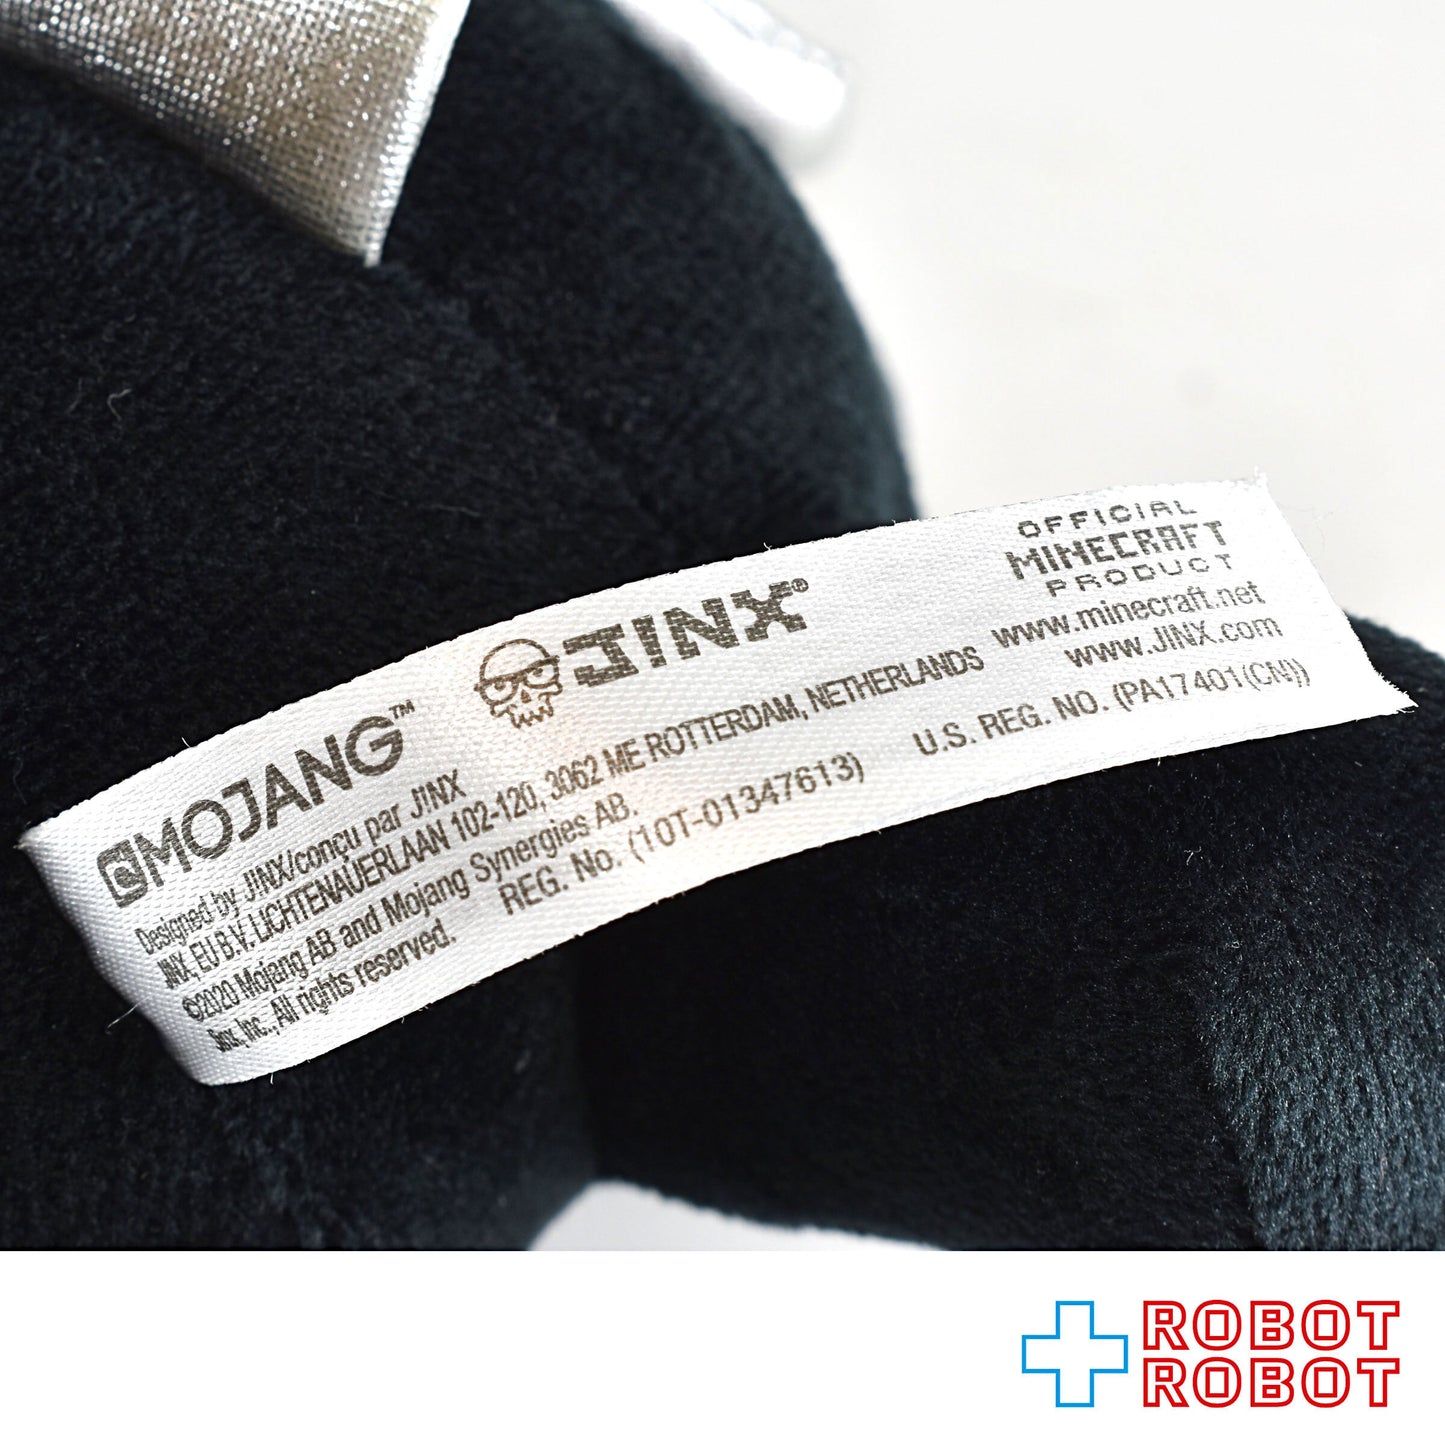 MOJANG™
JINX®
OFFICIAL
MINECRAFT
PRODUCT
www.minecraft.net
www.JINX.com
Designed by J!NX/conçu par J!NX
JINX, EU B.V. LICHTENAUERLAAN 102-120, 3062 ME ROTTERDAM, NETHERLANDS
©2020 Mojang AB and Mojang Synergies AB.
Jinx, Inc., All rights reserved.
REG. No. (10T-01347613)
U.S. REG. NO. (PA17401(CN))
ROBOT
ROBOT